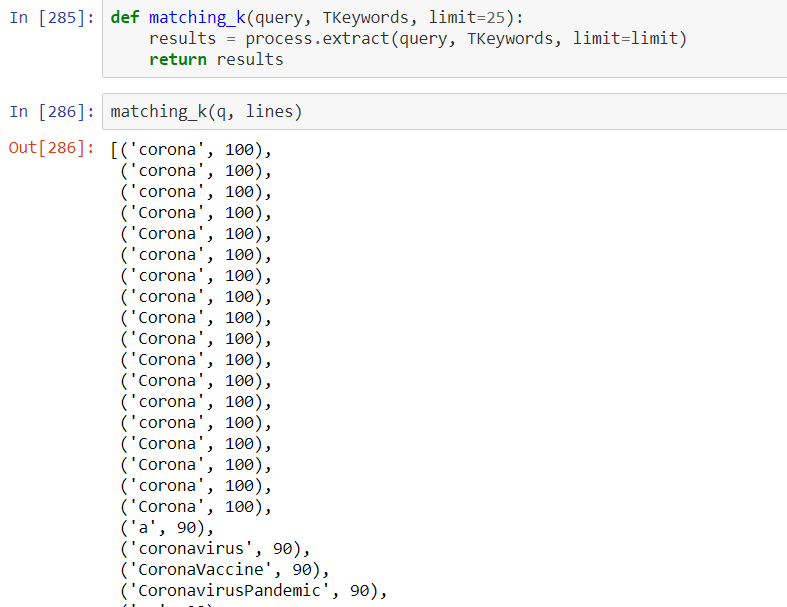 In [285]: def matching_k(query, TKeywords, limit=25):
results = process.extract(query, TKeywords, limit=limit)
return results
In [286]: matching_k(q, lines)
Out[286]: [('corona', 100),
('corona', 100),
('corona', 100),
('Corona', 100),
('Corona', 100),
('corona', 100),
('corona', 100),
('corona', 100),
('Corona', 100),
('Corona', 100),
('Corona', 100),
('Corona', 100),
('corona', 100),
('corona', 100),
('Corona', 100),
('Corona', 100),
('corona', 100),
('Corona', 100),
('a', 90),
('coronavirus', 90),
('CoronaVaccine', 90),
('CoronavirusPandemic', 90),